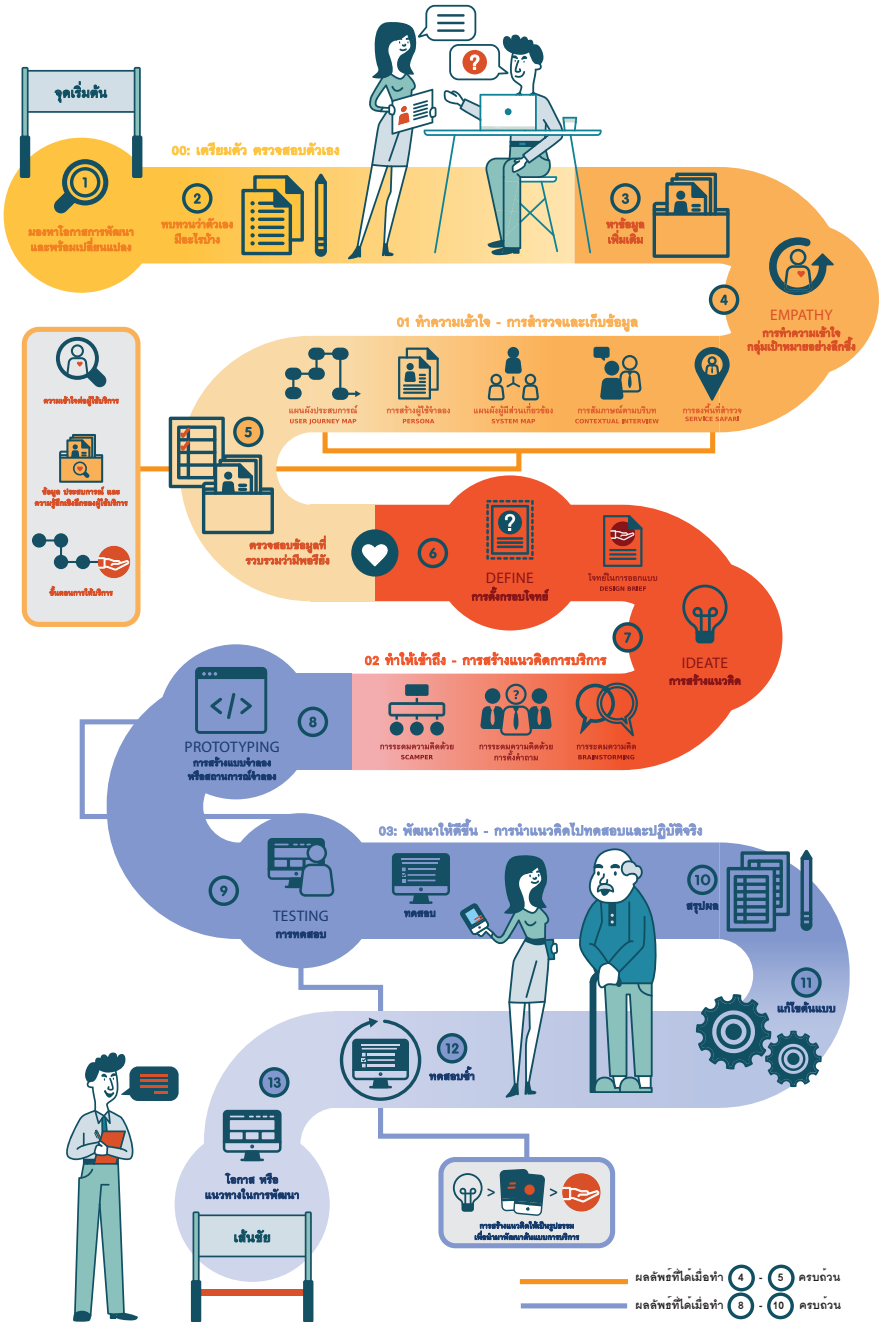 จุดเริ่มต้น
?
00: เตรียมตัว ตรวจสอบตัวเอง
1
มองหาโอกาสการพัฒนา
และพร้อมเปลี่ยนแปลง
2
ทบทวนว่าตัวเอง
มีอะไรบ้าง
3
หาข้อมูล
เพิ่มเติม
4
EMPATHY
การทำความเข้าใจ
กลุ่มเป้าหมายอย่างลึกซึ้ง
01 ทำความเข้าใจ - การสำรวจและเก็บข้อมูล
แผนผังประสบการณ์
USER JOURNEY MAP
การสร้างผู้ใช้จำลอง
PERSONA
แผนผังผู้มีส่วนเกี่ยวข้อง
SYSTEM MAP
การสัมภาษณ์ตามบริบท
CONTEXTUAL INTERVIEW
การลงพื้นที่สำรวจ
SERVICE SAFARI
ความเข้าใจต่อผู้ใช้บริการ
ข้อมูล ประสบการณ์ และ
ความรู้สึกเชิงลึกของผู้ใช้บริการ
ขั้นตอนการให้บริการ
5
ตรวจสอบข้อมูลที่
รวบรวมว่ามีพอรึยัง
6
?
DEFINE
การตั้งกรอบโจทย์
โจทย์ในการออกแบบ
DESIGN BRIEF
7
IDEATE
การสร้างแนวคิด
02 ทำให้เข้าถึง - การสร้างแนวคิดการบริการ
การระดมความคิดด้วย
SCAMPER
?
การระดมความคิดด้วย
การตั้งคำถาม
การระดมความคิด
BRAINSTORMING
8
</>
PROTOTYPING
การสร้างแบบจำลอง
หรือสถานการณ์จำลอง
03: พัฒนาให้ดีขึ้น - การนำแนวคิดไปทดสอบและปฏิบัติจริง
9
TESTING
การทดสอบ
ทดสอบ
10
สรุปผล
11
แก้ไขต้นแบบ
12
ทดสอบซ้ำ
13
โอกาส หรือ
แนวทางในการพัฒนา
เส้นชัย
> >
การสร้างแนวคิดให้เป็นรูปธรรม
เพื่อนำมาพัฒนาต้นแบบการบริการ
ผลลัพธ์ที่ได้เมื่อทำ 4 - 5 ครบถ้วน
ผลลัพธ์ที่ได้เมื่อทำ 8 - 10 ครบถ้วน